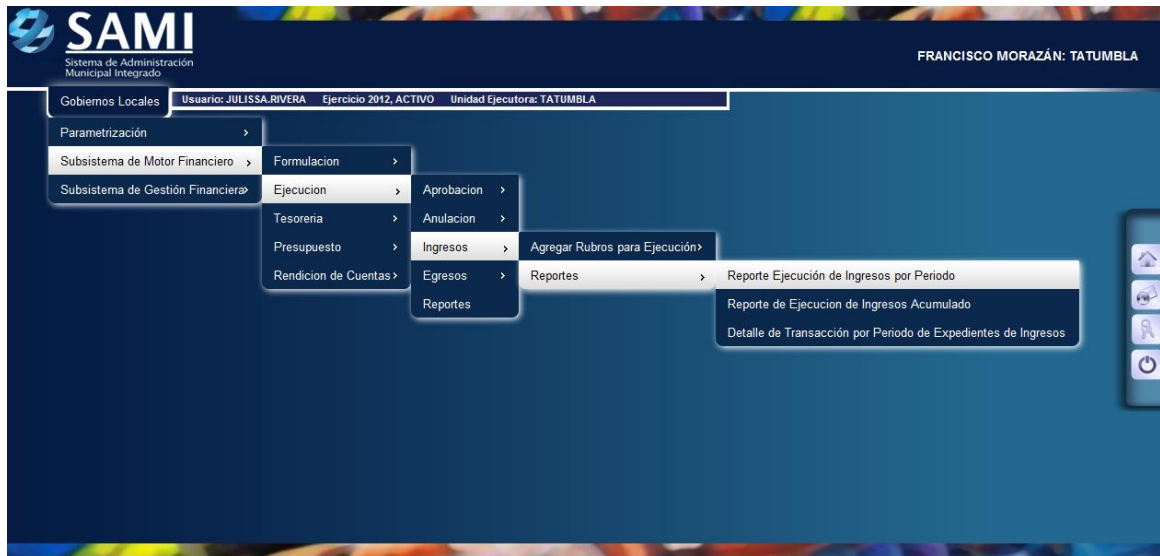 SAMI
Sistema de Administración
Municipal Integrado
FRANCISCO MORAZÁN: TATUMBLA
Gobiernos Locales
Usuario: JULISSA.RIVERA Ejercicio 2012, ACTIVO Unidad Ejecutora: TATUMBLA
Parametrización
Subsistema de Motor Financiero
Subsistema de Gestión Financiera
Formulacion
Ejecucion
Tesoreria
Presupuesto
Rendicion de Cuentas
Aprobacion
Anulacion
Ingresos
Egresos
Reportes
Agregar Rubros para Ejecución
Reportes
Reporte Ejecución de Ingresos por Periodo
Reporte de Ejecucion de Ingresos Acumulado
Detalle de Transacción por Periodo de Expedientes de Ingresos